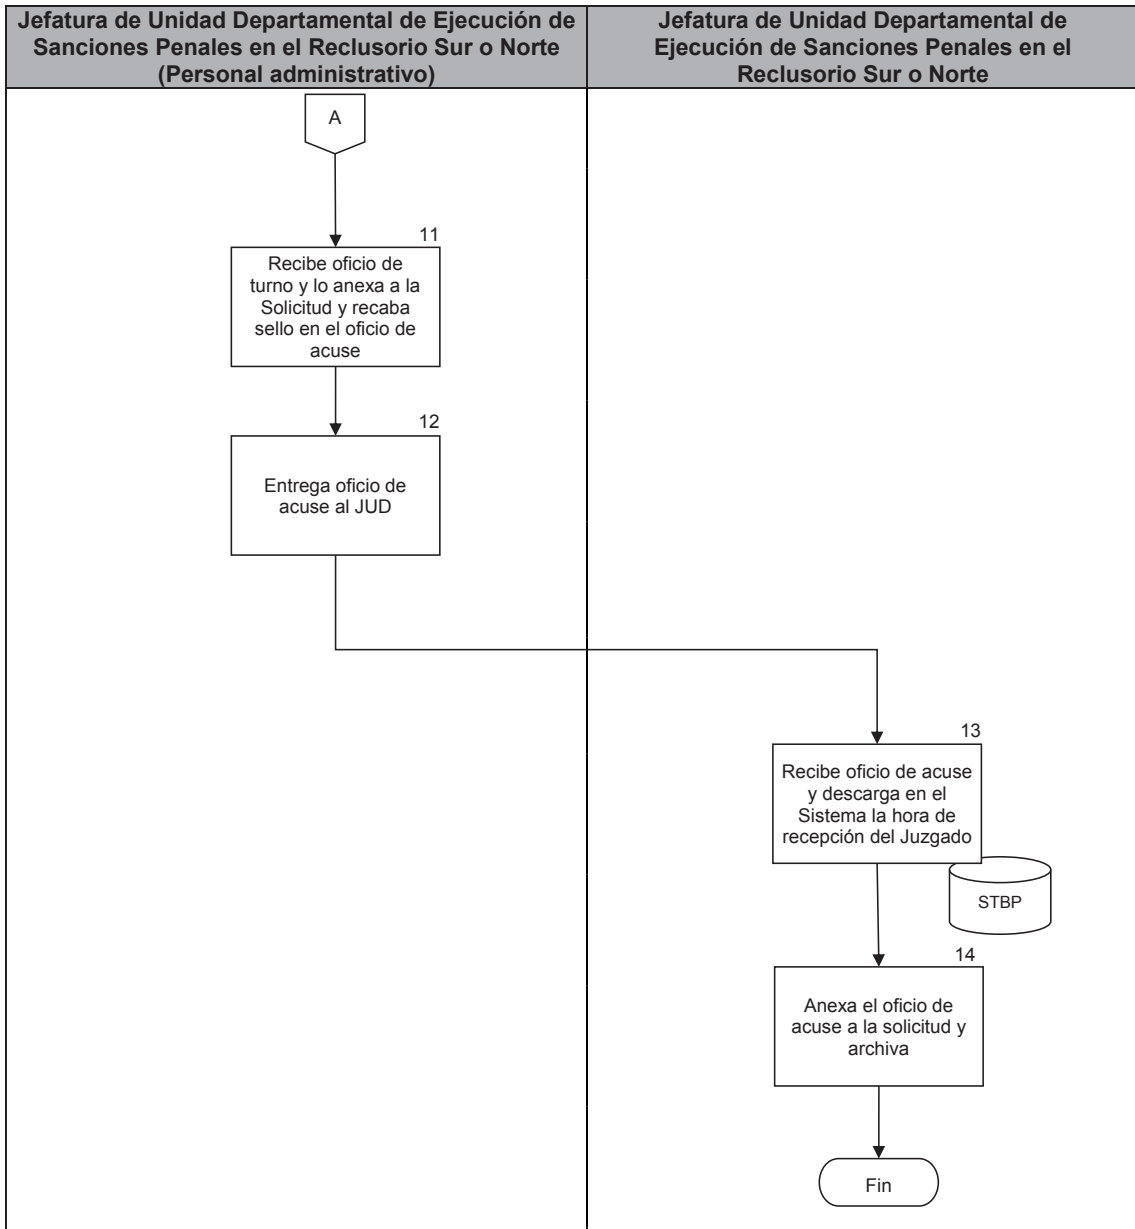 Jefatura de Unidad Departamental de Ejecución de
Sanciones Penales en el Reclusorio Sur o Norte
(Personal administrativo)
Jefatura de Unidad Departamental de
Ejecución de Sanciones Penales en el
Reclusorio Sur o Norte
A
11
Recibe oficio de
turno y lo anexa a la
Solicitud y recaba
sello en el oficio de
acuse
12
Entrega oficio de
acuse al JUD
13
Recibe oficio de acuse
y descarga en el
Sistema la hora de
recepción del Juzgado
STBP
14
Anexa el oficio de
acuse a la solicitud y
archiva
Fin